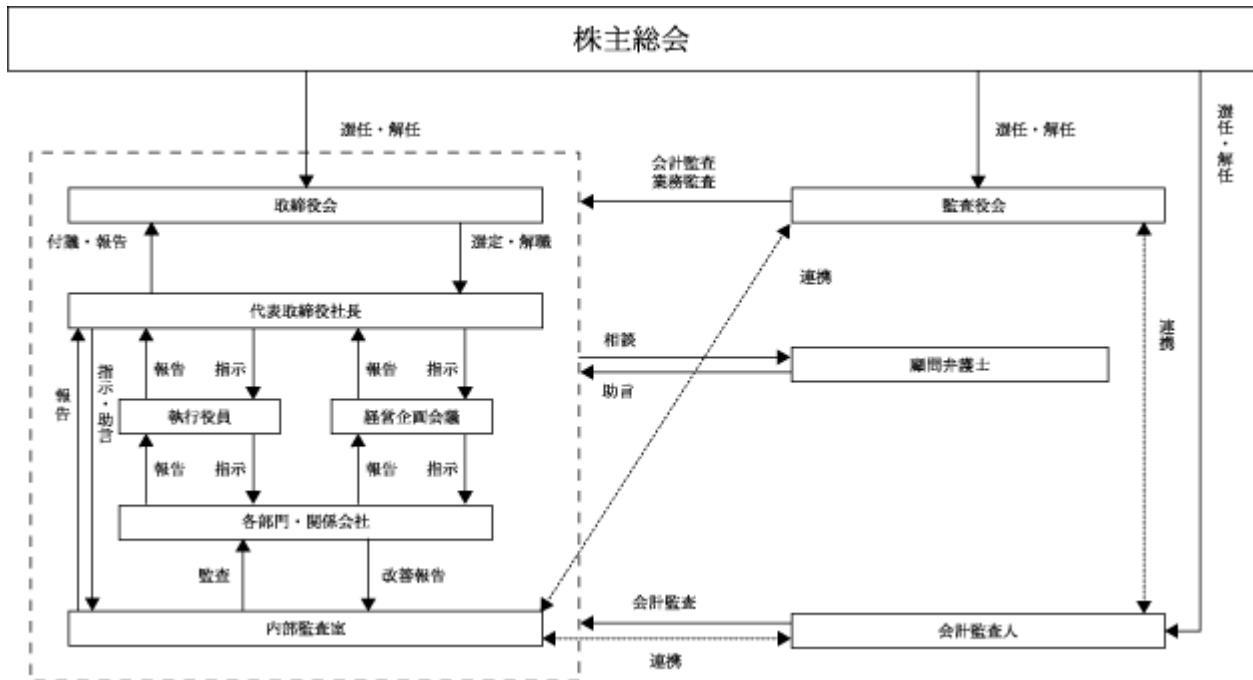 株主総会
選任・解任
選任・解任
選任・解任
会計監査
業務監査
取締役会
監査役会
付議・報告
選定・解職
連携
代表取締役社長
報告
指示・助言
報告
指示
報告
指示
相談
助言
顧問弁護士
連携
執行役員
経営企画会議
報告
指示
報告
指示
各部門・関係会社
監査
改善報告
会計監査
内部監査室
会計監査人
連携